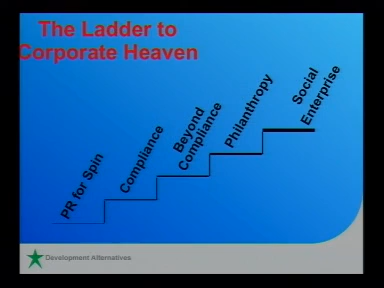 The Ladder to
Corporate Heaven
PR for Spin
Compliance
Beyond
Compliance
Philanthropy
Social
Enterprise
Development Alternatives